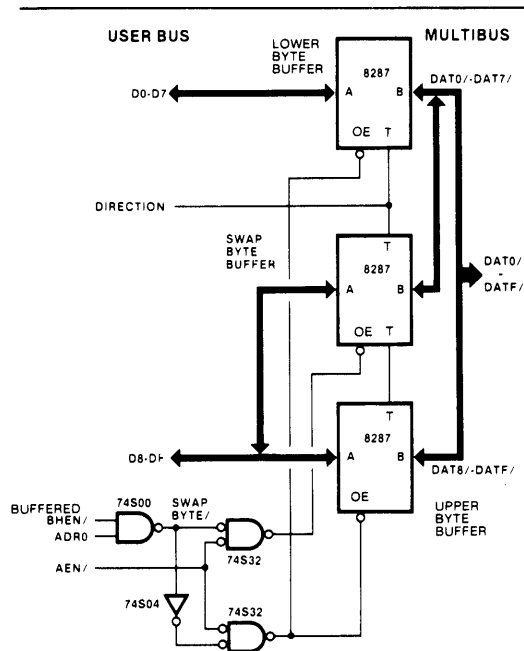 USER BUS
MULTIBUS
LOWER
BYTE
BUFFER
8287
D0-D7
A
B
DAT0/-DAT7/
OE
T
DIRECTION
SWAP
BYTE
BUFFER
T
8287
A
B
DAT0/
-
DATF/
OE
T
T
8287
D8-DF
A
B
DAT8/-DATF/
OE
UPPER
BYTE
BUFFER
BUFFERED
BHEN/
ADR0
74S00
SWAP
BYTE/
74S32
AEN/
74S04
74S32